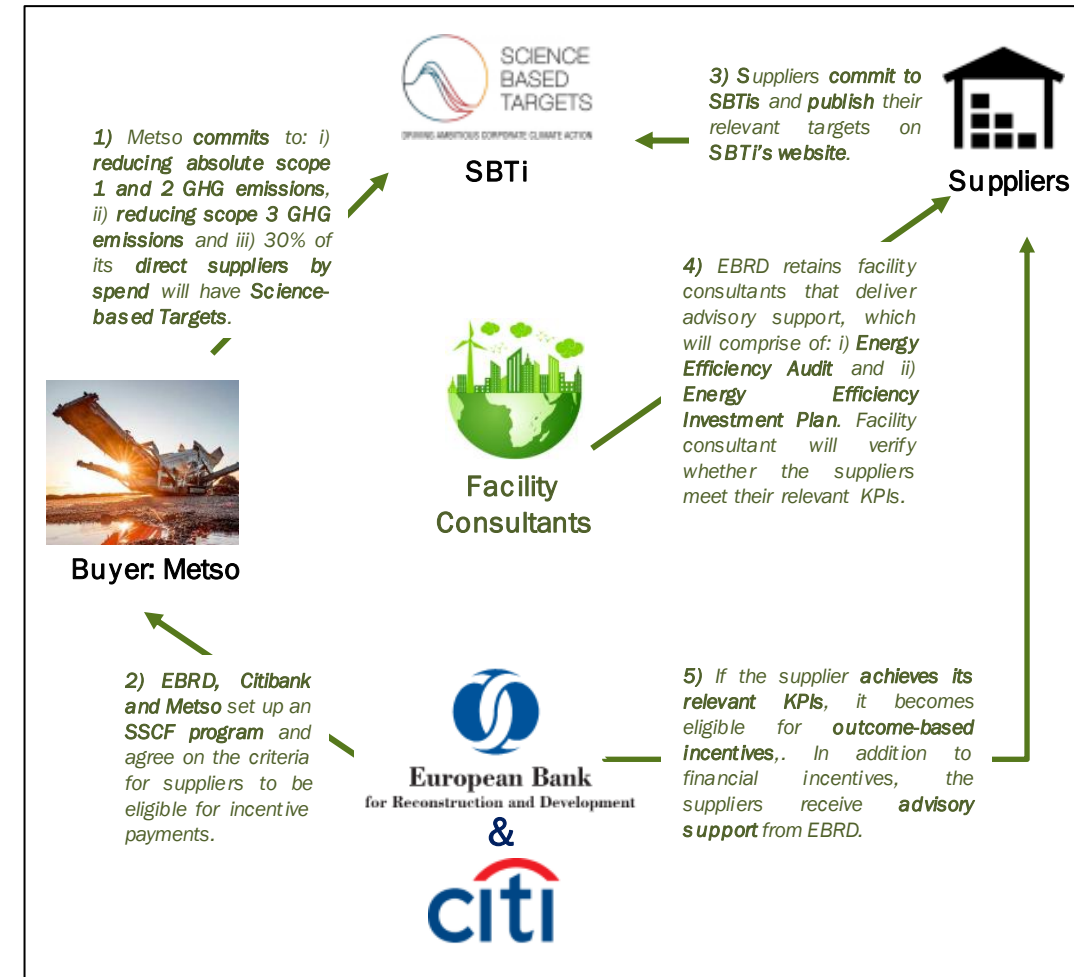 SCIENCE
BASED
TARGETS
DRIVING AMBITIOUS CORPORATE CLIMATE ACTION
SBTi
3) Suppliers commit to
SBTis and publish their
relevant targets on
SBTi's website.
Suppliers
1) Metso commits to: i)
reducing absolute scope
1 and 2 GHG emissions,
ii) reducing scope 3 GHG
emissions and iii) 30% of
its direct suppliers by
spend will have Science-
based Targets.
4) EBRD retains facility
consultants that deliver
advisory support, which
will comprise of: i) Energy
Efficiency Audit and ii)
Energy Efficiency
Investment Plan. Facility
consultant will verify
whether the suppliers
meet their relevant KPIs.
Facility
Consultants
Buyer: Metso
2) EBRD, Citibank
and Metso set up an
SSCF program and
agree on the criteria
for suppliers to be
eligible for incentive
payments.
European Bank
for Reconstruction and Development
&
citi
5) If the supplier achieves its
relevant KPIs, it becomes
eligible for outcome-based
incentives,. In addition to
financial incentives, the
suppliers receive advisory
support from EBRD.